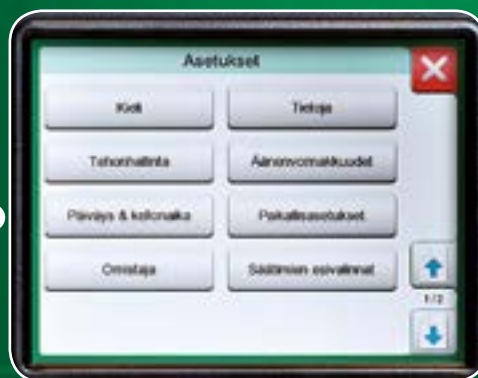 Asetukset
Kieli
Tietoja
Tehonhallinta
Äänenvoimakkuudet
Päiväys & kellonaika
Paikallisasetukset
Omistaja
Säätimien esivalinnat
1/2